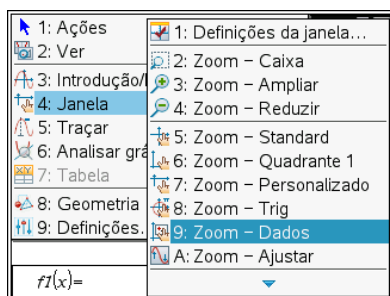 1: Ações
2: Ver
3: Introdução/
4: Janela
5: Traçar
6: Analisar grá
7: Tabela
8: Geometria
9: Definições.
1: Definições da janela...
2: Zoom – Caixa
3: Zoom – Ampliar
4: Zoom – Reduzir
5: Zoom – Standard
6: Zoom – Quadrante 1
7: Zoom – Personalizado
8: Zoom – Trig
9: Zoom – Dados
A: Zoom – Ajustar
f1(x)=